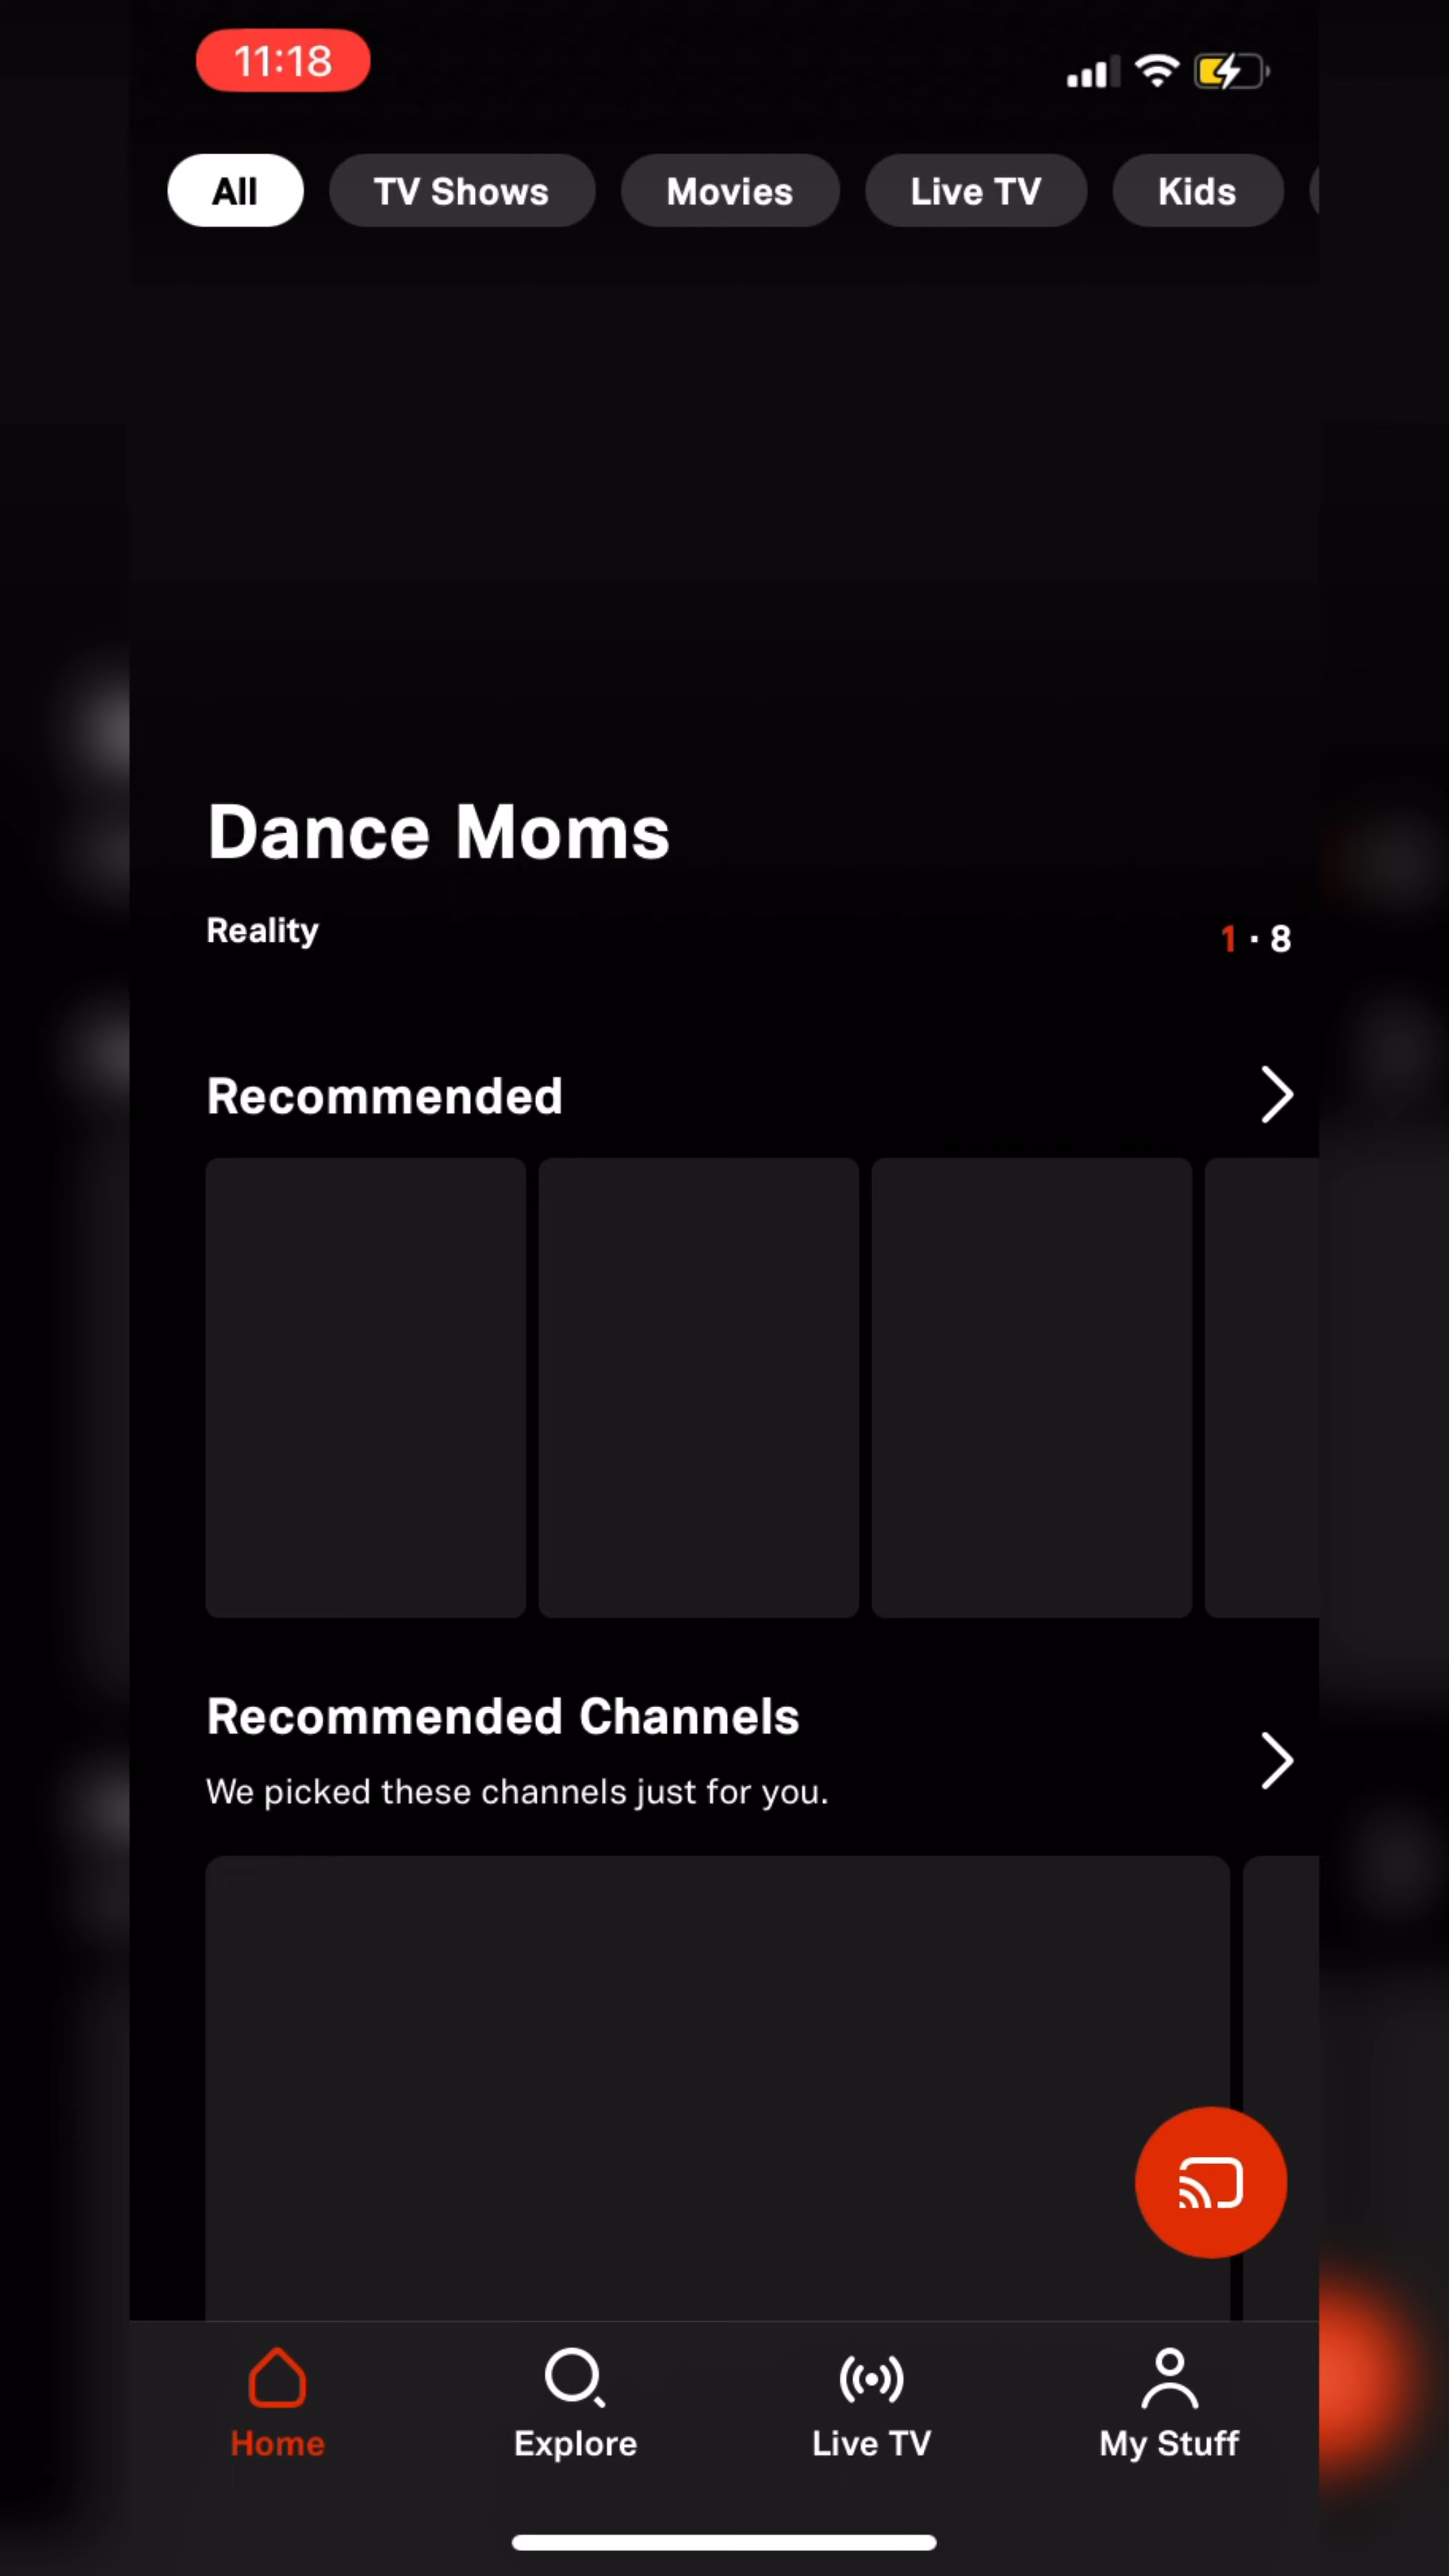 11:18
All TV Shows Movies Live TV Kids
Dance Moms
Reality
1 · 8
Recommended
Recommended Channels
We picked these channels just for you.
Home Explore Live TV My Stuff